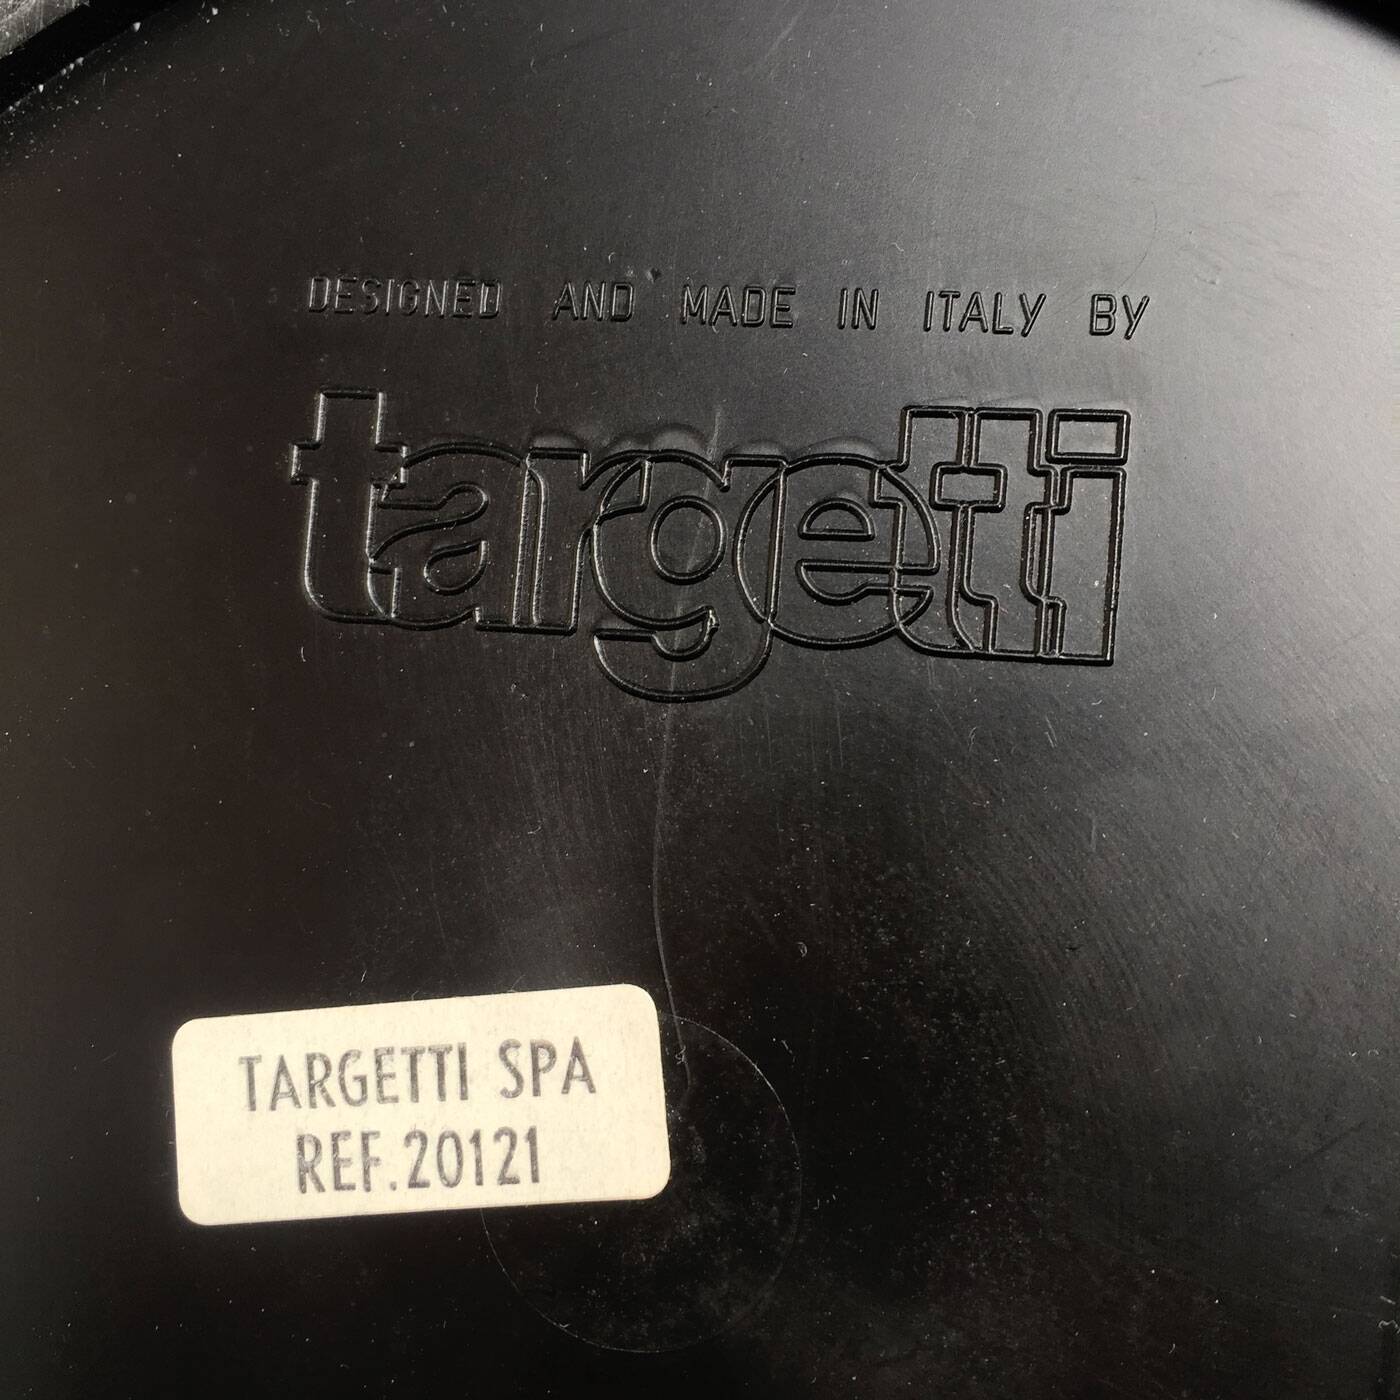 DESIGNED AND MADE IN ITALY BY
targetti
TARGETTI SPA
REF.20121